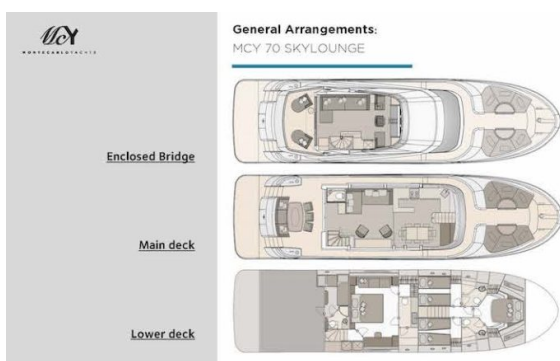 McY
MONTECARLOYACHTS
General Arrangements:
MCY 70 SKYLOUNGE
Enclosed Bridge
Main deck
Lower deck